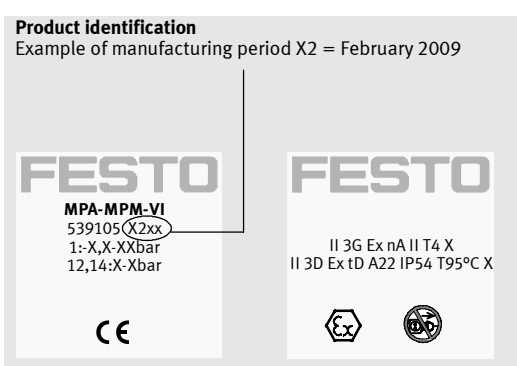 Product identification
Example of manufacturing period X2 = February 2009
FESTO
MPA-MPM-VI
539105 X2xx
1:-X,X-XXbar
12,14:X-Xbar
CE
FESTO
II 3G Ex nA II T4 X
II 3D Ex tD A22 IP54 T95°C X
Ex